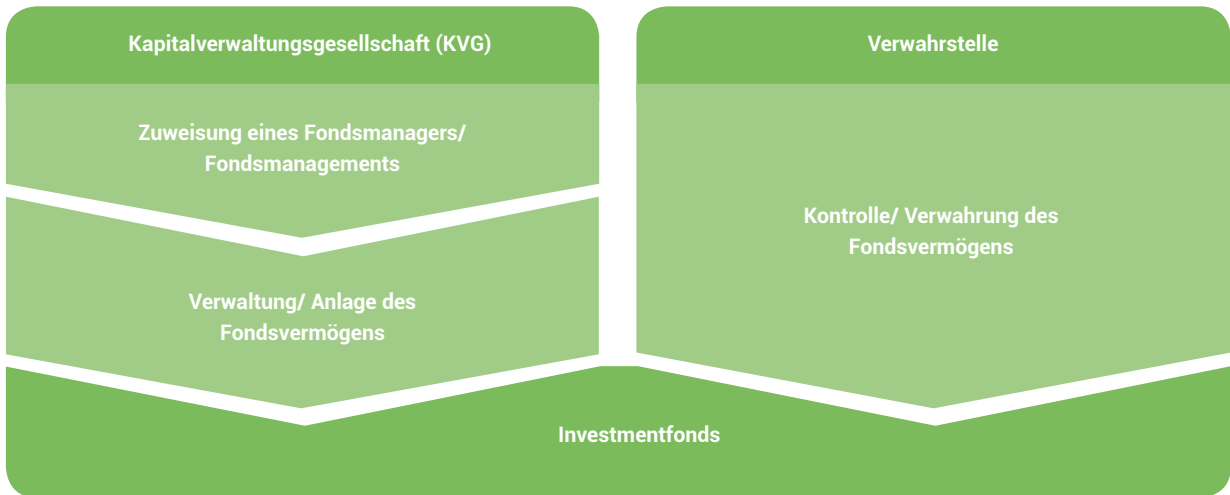 Kapitalverwaltungsgesellschaft (KVG)
Zuweisung eines Fondsmanagers/
Fondsmanagements
Verwaltung/ Anlage des
Fondsvermögens
Verwahrstelle
Kontrolle/ Verwahrung des
Fondsvermögens
Investmentfonds